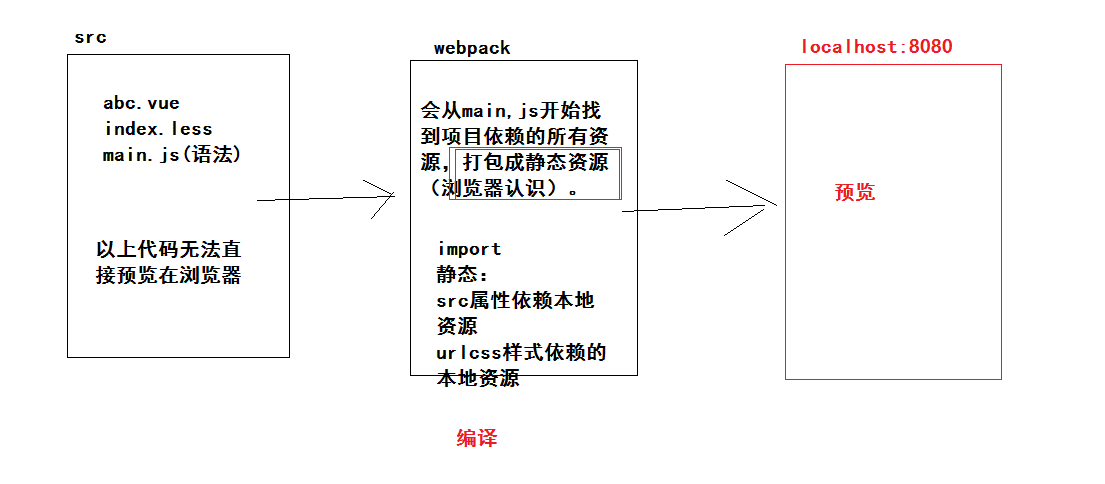 src
abc.vue
index.less
main.js(语法)
以上代码无法直
接预览在浏览器
webpack
会从main,js开始找
到项目依赖的所有资
源，打包成静态资源
（浏览器认识）。
import
静态：
src属性依赖本地
资源
urlcss样式依赖的
本地资源
编译
localhost:8080
预览